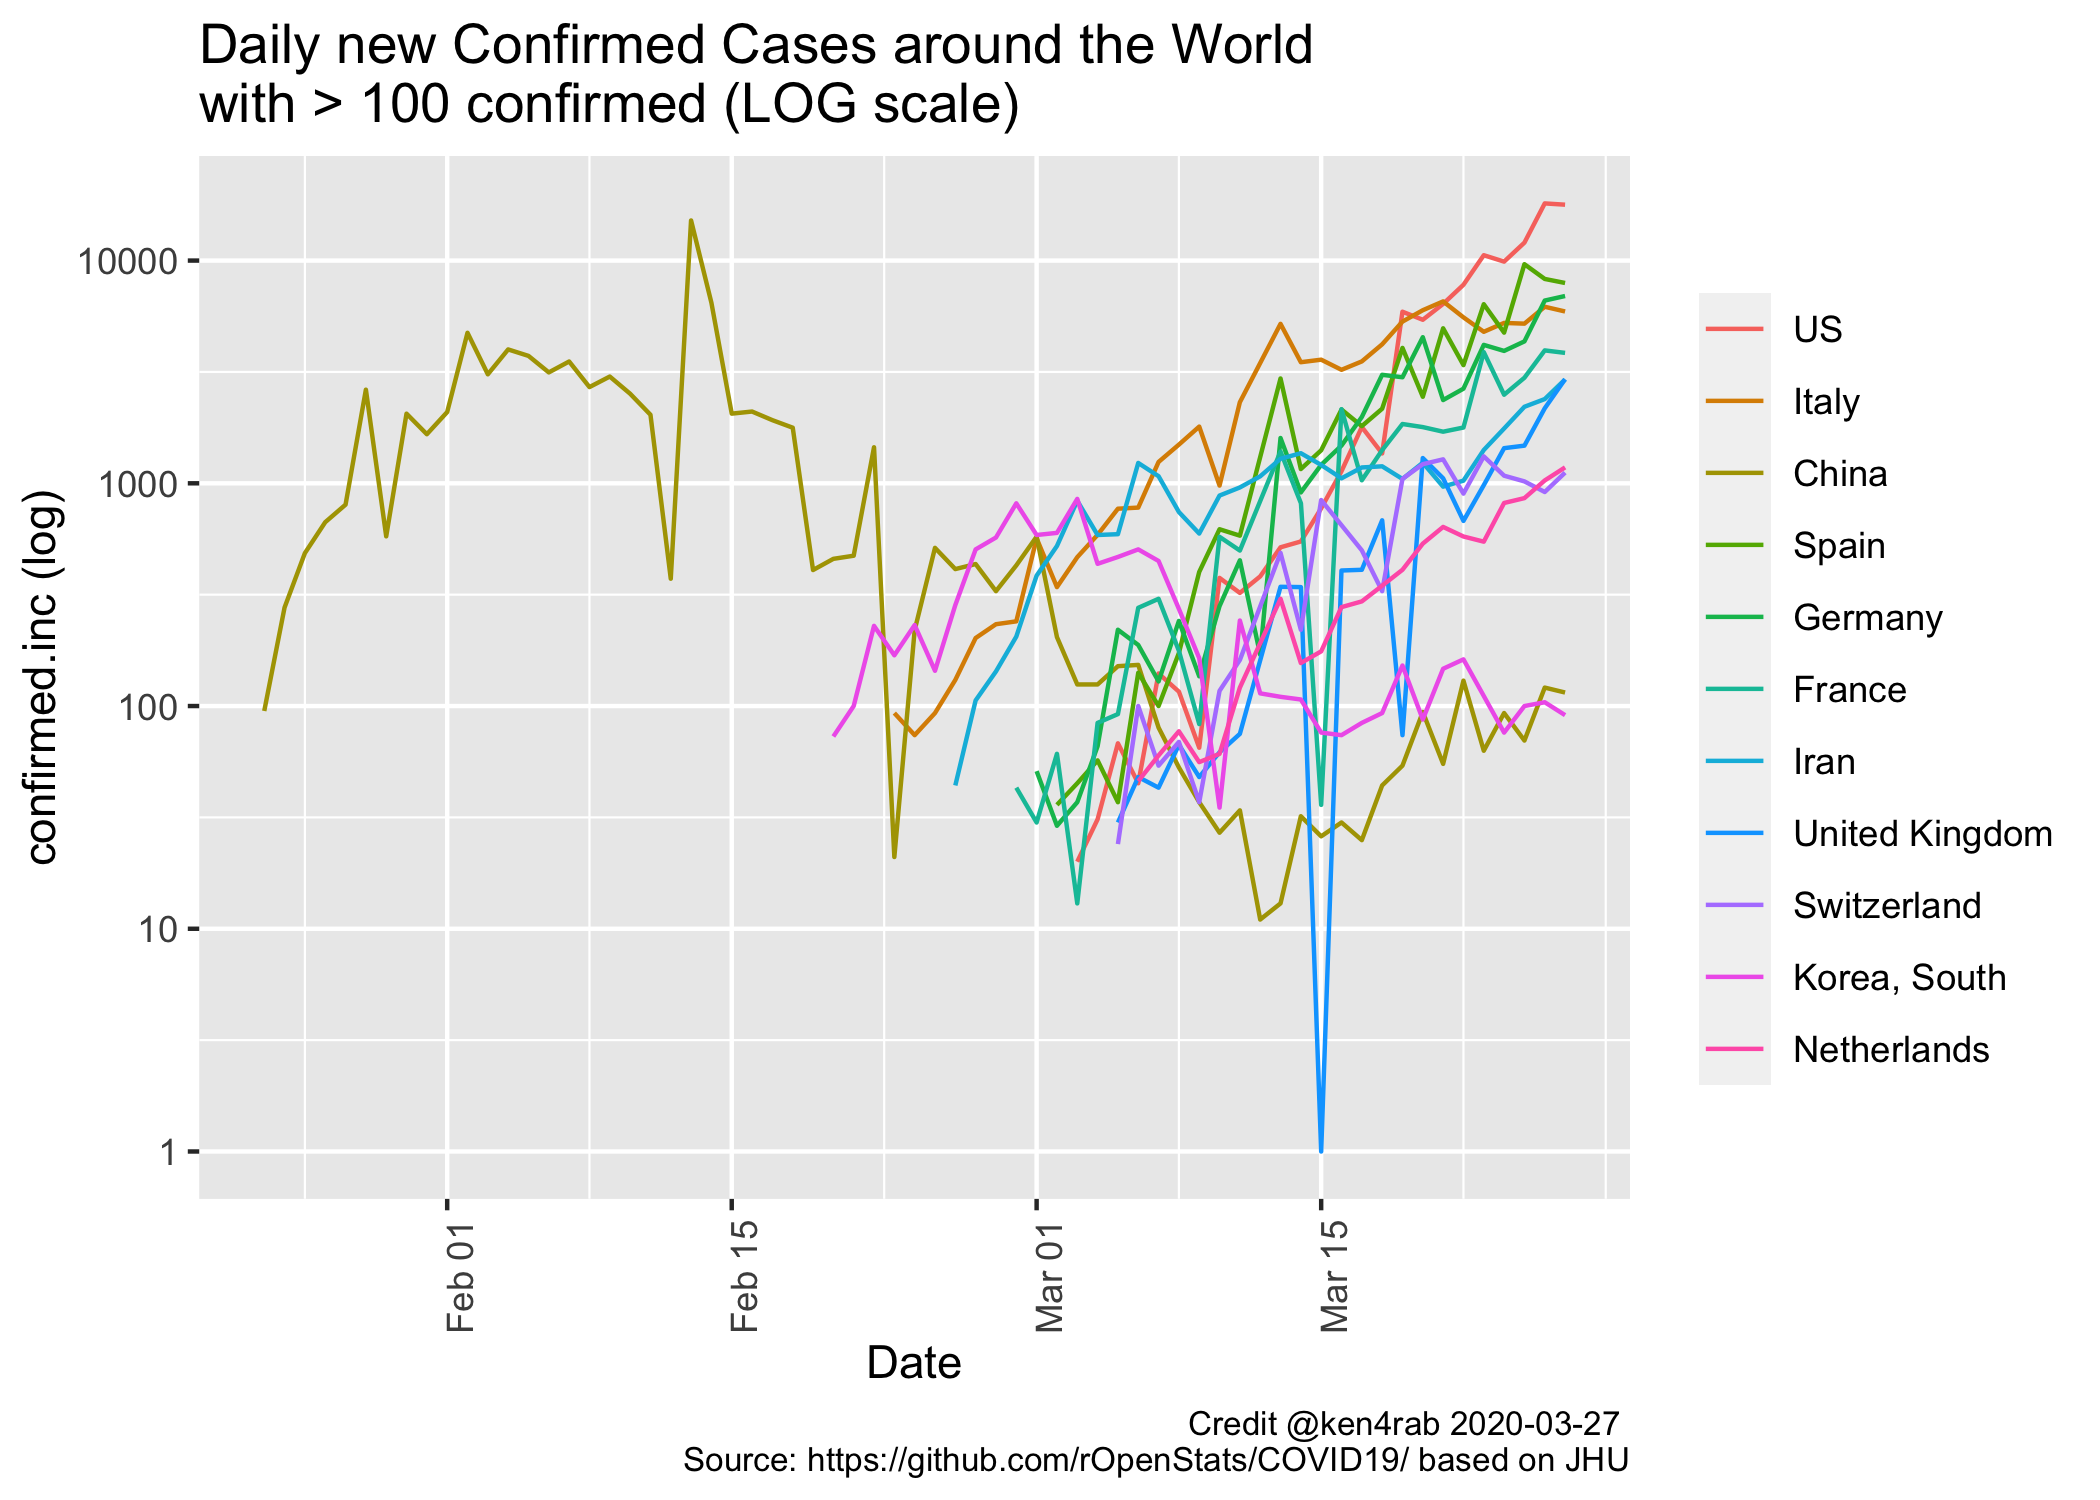 Daily new Confirmed Cases around the World
with > 100 confirmed (LOG scale)
confirmed.inc (log)
10000
1000
100
10
1
Feb 01
Feb 15
Mar 01
Mar 15
Date
US
Italy
China
Spain
Germany
France
Iran
United Kingdom
Switzerland
Korea, South
Netherlands
Credit @ken4rab 2020-03-27
Source: https://github.com/rOpenStats/COVID19/ based on JHU